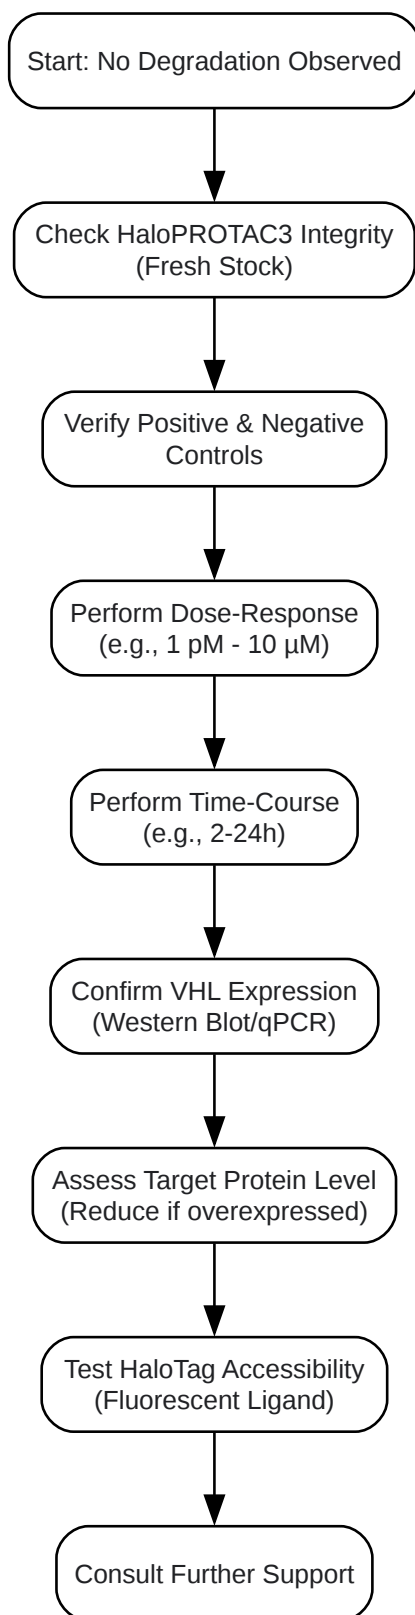 Start: No Degradation Observed
Check HaloPROTAC3 Integrity
(Fresh Stock)
Verify Positive & Negative
Controls
Perform Dose-Response
(e.g., 1 pM - 10 µM)
Perform Time-Course
(e.g., 2-24h)
Confirm VHL Expression
(Western Blot/qPCR)
Assess Target Protein Level
(Reduce if overexpressed)
Test HaloTag Accessibility
(Fluorescent Ligand)
Consult Further Support